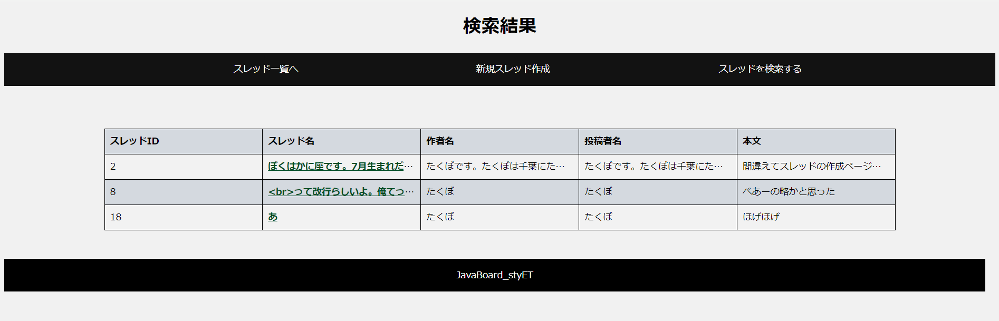 検索結果
スレッド一覧へ 新規スレッド作成 スレッドを検索する
スレッドID スレッド名 作者名 投稿者名 本文
2 ぼくはかに座です。7月生まれだ… たくぼです。たくぼは千葉にた… たくぼです。たくぼは千葉にた… 間違えてスレッドの作成ページ…
8 <br>って改行らしいよ。俺てっ… たくぼ たくぼ べあーの略かと思った
18 あ たくぼ たくぼ ほげほげ
JavaBoard_styET